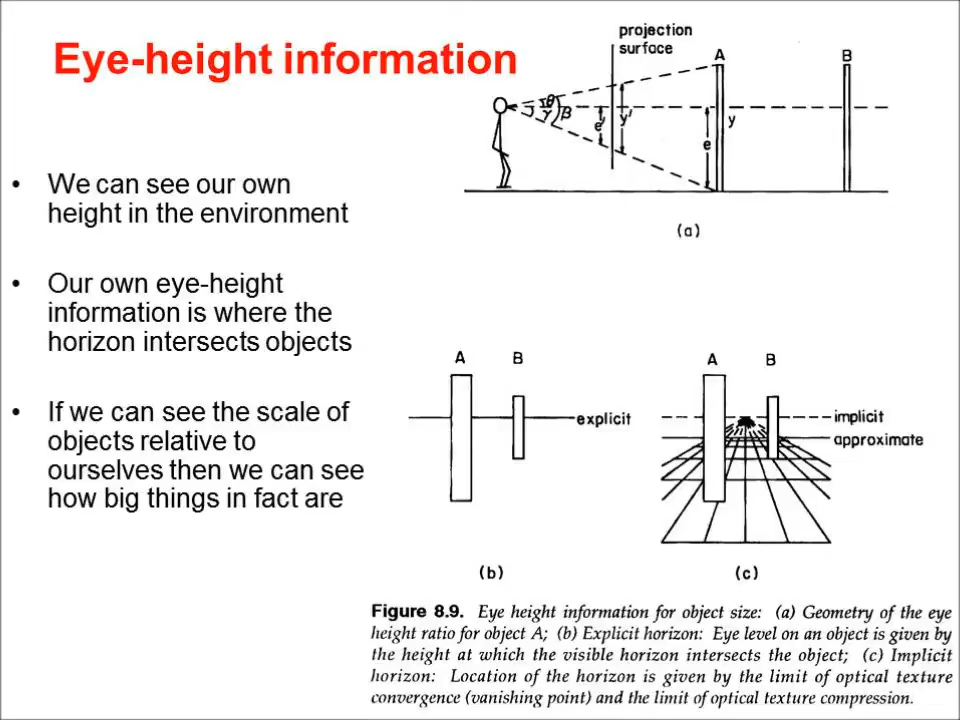 Eye-height information
• We can see our own
height in the environment
• Our own eye-height
information is where the
horizon intersects objects
• If we can see the scale of
objects relative to
ourselves then we can see
how big things in fact are
projection
surface
A
B
θ
γ
β
e'
y'
e
y
(a)
A
B
explicit
(b)
A
B
implicit
approximate
(c)
Figure 8.9. Eye height information for object size: (a) Geometry of the eye
height ratio for object A; (b) Explicit horizon: Eye level on an object is given by
the height at which the visible horizon intersects the object; (c) Implicit
horizon: Location of the horizon is given by the limit of optical texture
convergence (vanishing point) and the limit of optical texture compression.